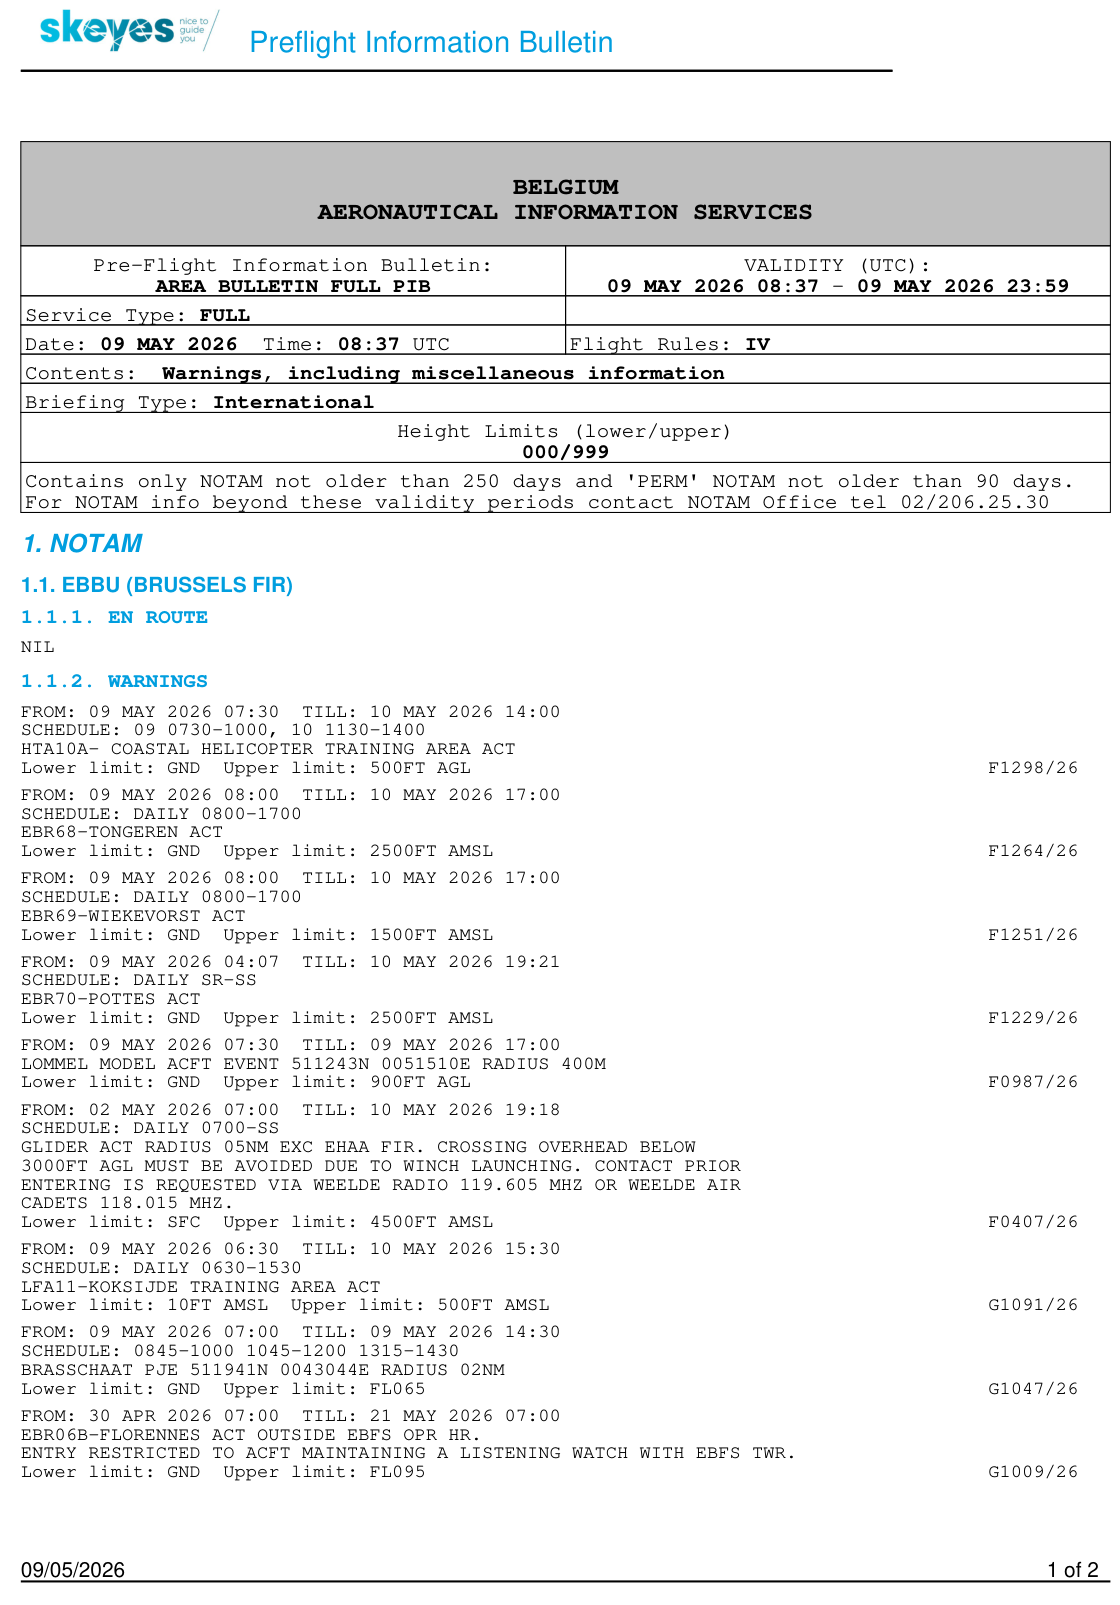 skeyes nice to guide you
Preflight Information Bulletin
BELGIUM
AERONAUTICAL INFORMATION SERVICES
Pre-Flight Information Bulletin:
AREA BULLETIN FULL PIB
VALIDITY (UTC):
09 MAY 2026 08:37 - 09 MAY 2026 23:59
Service Type: FULL
Date: 09 MAY 2026  Time: 08:37 UTC
Flight Rules: IV
Contents:  Warnings, including miscellaneous information
Briefing Type: International
Height Limits (lower/upper)
000/999
Contains only NOTAM not older than 250 days and 'PERM' NOTAM not older than 90 days.
For NOTAM info beyond these validity periods contact NOTAM Office tel 02/206.25.30
1. NOTAM
1.1. EBBU (BRUSSELS FIR)
1.1.1. EN ROUTE
NIL
1.1.2. WARNINGS
FROM: 09 MAY 2026 07:30  TILL: 10 MAY 2026 14:00
SCHEDULE: 09 0730-1000, 10 1130-1400
HTA10A- COASTAL HELICOPTER TRAINING AREA ACT
Lower limit: GND  Upper limit: 500FT AGL F1298/26
FROM: 09 MAY 2026 08:00  TILL: 10 MAY 2026 17:00
SCHEDULE: DAILY 0800-1700
EBR68-TONGEREN ACT
Lower limit: GND  Upper limit: 2500FT AMSL F1264/26
FROM: 09 MAY 2026 08:00  TILL: 10 MAY 2026 17:00
SCHEDULE: DAILY 0800-1700
EBR69-WIEKEVORST ACT
Lower limit: GND  Upper limit: 1500FT AMSL F1251/26
FROM: 09 MAY 2026 04:07  TILL: 10 MAY 2026 19:21
SCHEDULE: DAILY SR-SS
EBR70-POTTES ACT
Lower limit: GND  Upper limit: 2500FT AMSL F1229/26
FROM: 09 MAY 2026 07:30  TILL: 09 MAY 2026 17:00
LOMMEL MODEL ACFT EVENT 511243N 0051510E RADIUS 400M
Lower limit: GND  Upper limit: 900FT AGL F0987/26
FROM: 02 MAY 2026 07:00  TILL: 10 MAY 2026 19:18
SCHEDULE: DAILY 0700-SS
GLIDER ACT RADIUS 05NM EXC EHAA FIR. CROSSING OVERHEAD BELOW
3000FT AGL MUST BE AVOIDED DUE TO WINCH LAUNCHING. CONTACT PRIOR
ENTERING IS REQUESTED VIA WEELDE RADIO 119.605 MHZ OR WEELDE AIR
CADETS 118.015 MHZ.
Lower limit: SFC  Upper limit: 4500FT AMSL F0407/26
FROM: 09 MAY 2026 06:30  TILL: 10 MAY 2026 15:30
SCHEDULE: DAILY 0630-1530
LFA11-KOKSIJDE TRAINING AREA ACT
Lower limit: 10FT AMSL  Upper limit: 500FT AMSL G1091/26
FROM: 09 MAY 2026 07:00  TILL: 09 MAY 2026 14:30
SCHEDULE: 0845-1000 1045-1200 1315-1430
BRASSCHAAT PJE 511941N 0043044E RADIUS 02NM
Lower limit: GND  Upper limit: FL065 G1047/26
FROM: 30 APR 2026 07:00  TILL: 21 MAY 2026 07:00
EBR06B-FLORENNES ACT OUTSIDE EBFS OPR HR.
ENTRY RESTRICTED TO ACFT MAINTAINING A LISTENING WATCH WITH EBFS TWR.
Lower limit: GND  Upper limit: FL095 G1009/26
09/05/2026 1 of 2